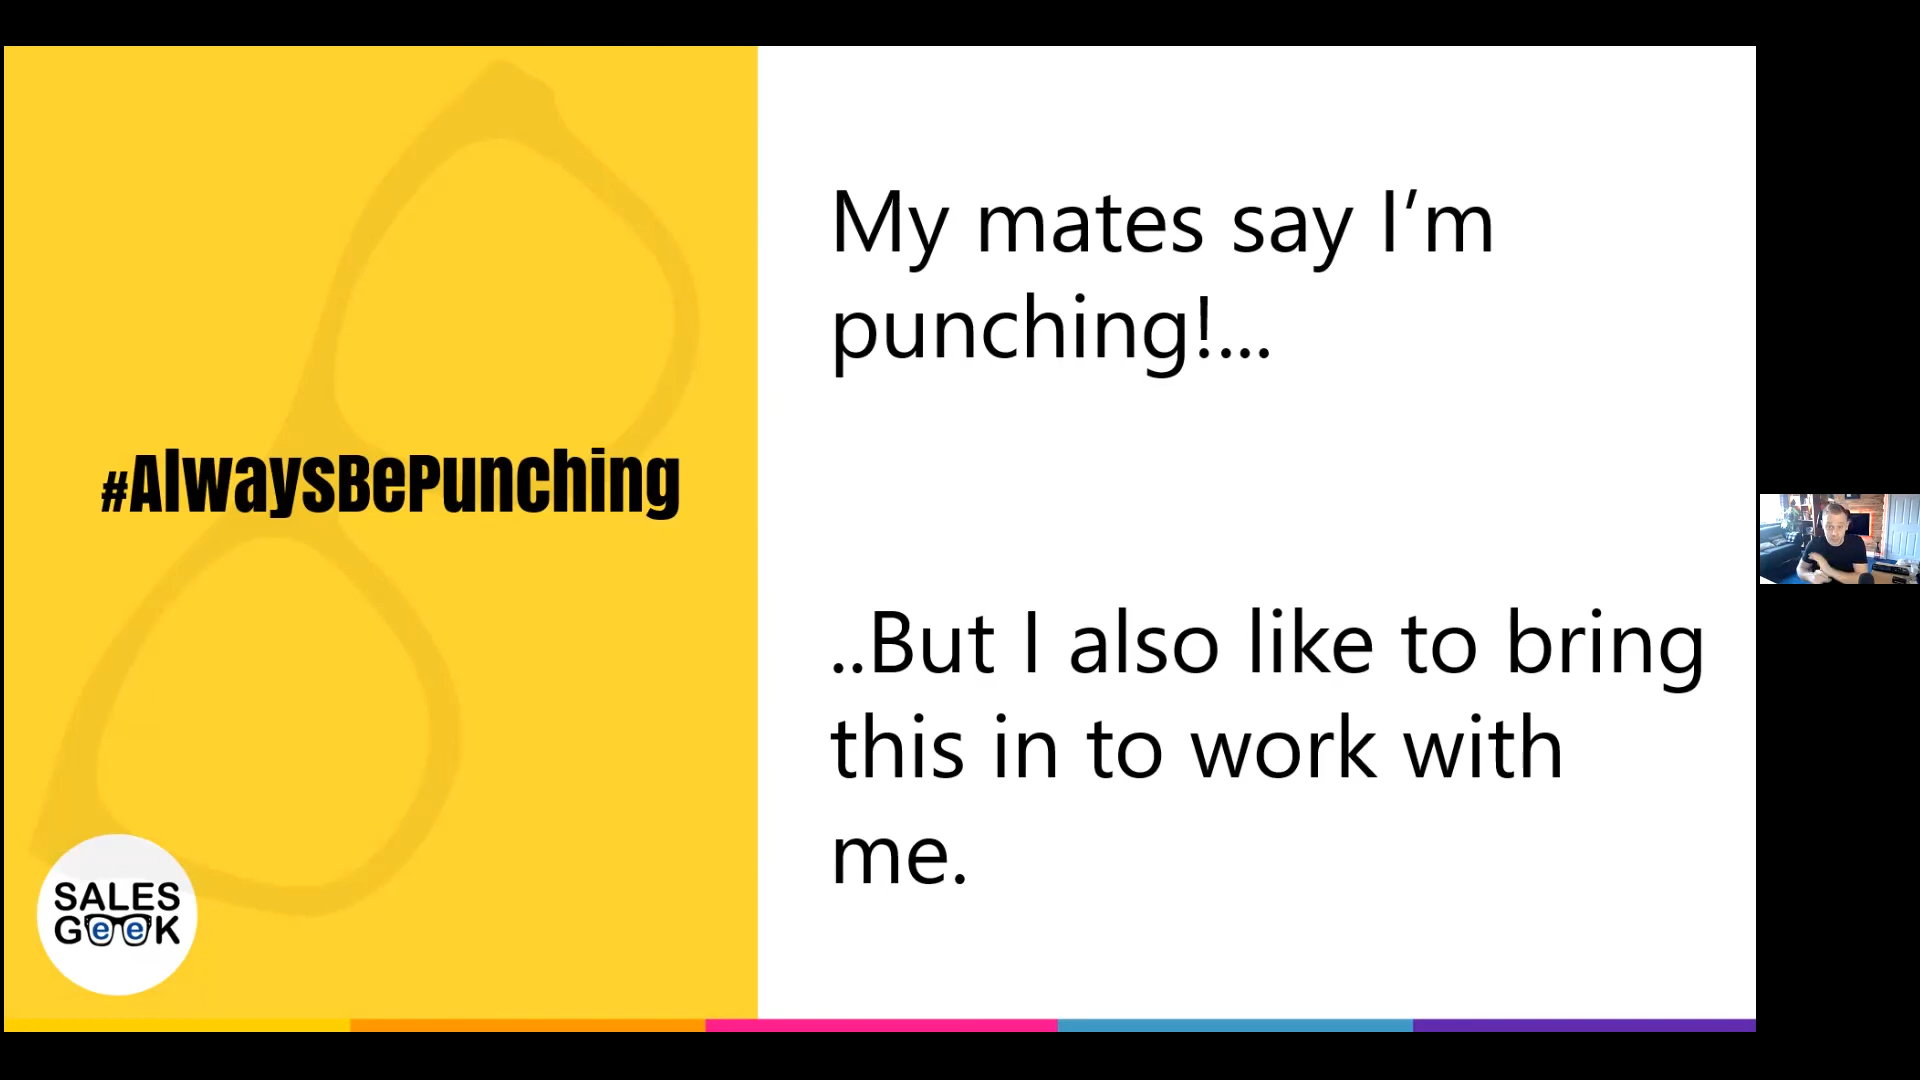 #AlwaysBePunching
SALES
GeeK
My mates say I’m
punching!...
..But I also like to bring
this in to work with
me.